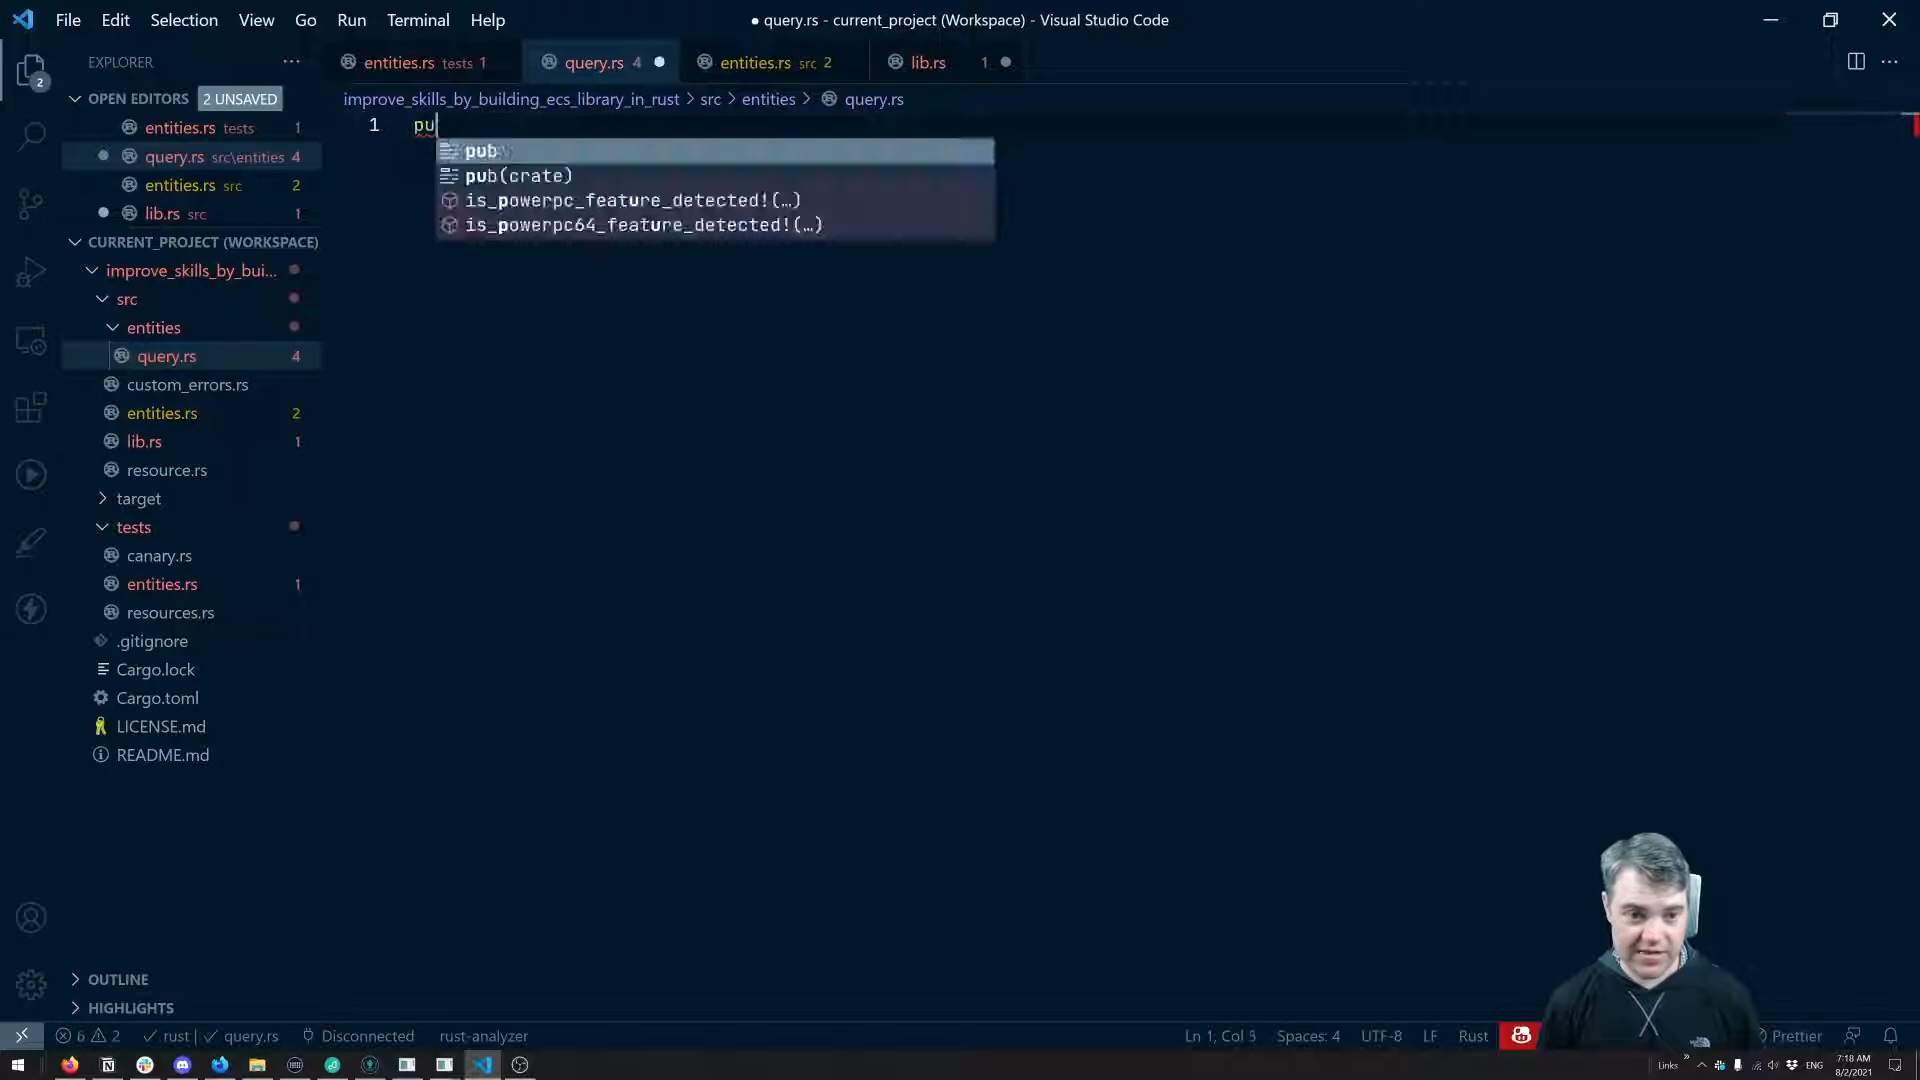 File Edit Selection View Go Run Terminal Help
● query.rs - current_project (Workspace) - Visual Studio Code
EXPLORER
entities.rs tests 1
query.rs 4
entities.rs src 2
lib.rs 1
OPEN EDITORS 2 UNSAVED
improve_skills_by_building_ecs_library_in_rust > src > entities > query.rs
entities.rs tests 1
query.rs src\entities 4
entities.rs src 2
lib.rs src 1
1 pu
pub
pub(crate)
is_powerpc_feature_detected!(…)
is_powerpc64_feature_detected!(…)
CURRENT_PROJECT (WORKSPACE)
improve_skills_by_bui...
src
entities
query.rs 4
custom_errors.rs
entities.rs 2
lib.rs 1
resource.rs
target
tests
canary.rs
entities.rs 1
resources.rs
.gitignore
Cargo.lock
Cargo.toml
LICENSE.md
README.md
OUTLINE
HIGHLIGHTS
2
6 2 rust | query.rs Disconnected rust-analyzer
Ln 1, Col 3 Spaces: 4 UTF-8 LF Rust Prettier
Links ENG 7:18 AM
8/2/2021